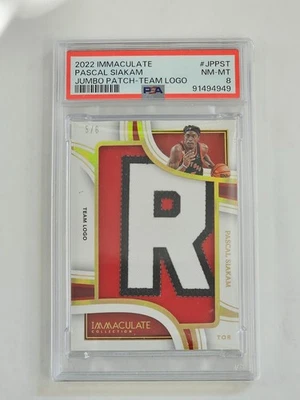 2022 IMMACULATE #JPPST
PASCAL SIAKAM NM-MT
JUMBO PATCH-TEAM LOGO 8
PSA 91494949
5/6
TEAM LOGO
R
PASCAL SIAKAM
IMMACULATE
COLLECTION
TOR